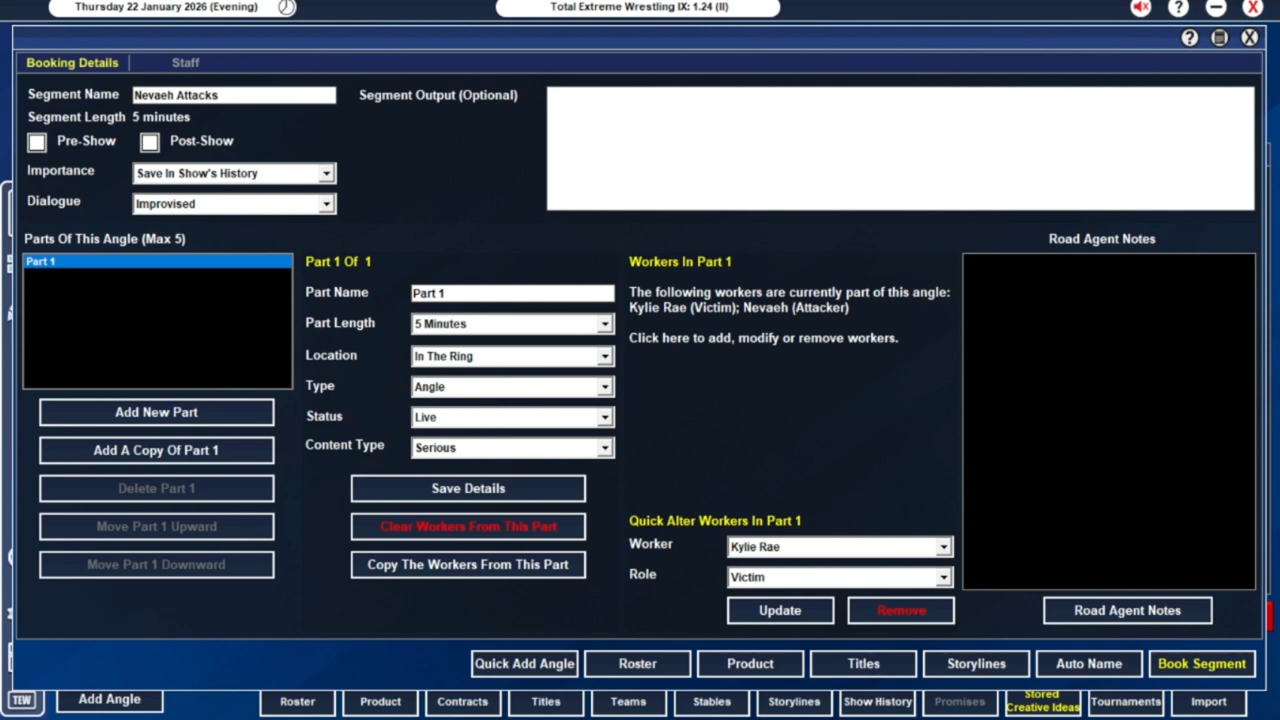 Thursday 22 January 2026 (Evening)
Total Extreme Wrestling IX: 1.24 (II)
? X
? X
Booking Details
Staff
Segment Name
Nevaeh Attacks
Segment Output (Optional)
Segment Length 5 minutes
Pre-Show
Post-Show
Importance
Save In Show's History
Dialogue
Improvised
Parts Of This Angle (Max 5)
Road Agent Notes
Part 1
Part 1 Of 1
Workers In Part 1
Part Name
Part 1
The following workers are currently part of this angle:
Kylie Rae (Victim); Nevaeh (Attacker)
Part Length
5 Minutes
Click here to add, modify or remove workers.
Location
In The Ring
Type
Angle
Status
Live
Content Type
Serious
Add New Part
Add A Copy Of Part 1
Delete Part 1
Move Part 1 Upward
Move Part 1 Downward
Save Details
Clear Workers From This Part
Copy The Workers From This Part
Quick Alter Workers In Part 1
Worker
Kylie Rae
Role
Victim
Update
Remove
Road Agent Notes
Quick Add Angle
Roster
Product
Titles
Storylines
Auto Name
Book Segment
TEW
Add Angle
Roster
Product
Contracts
Titles
Teams
Stables
Storylines
Show History
Promises
Stored
Creative Ideas
Tournaments
Import